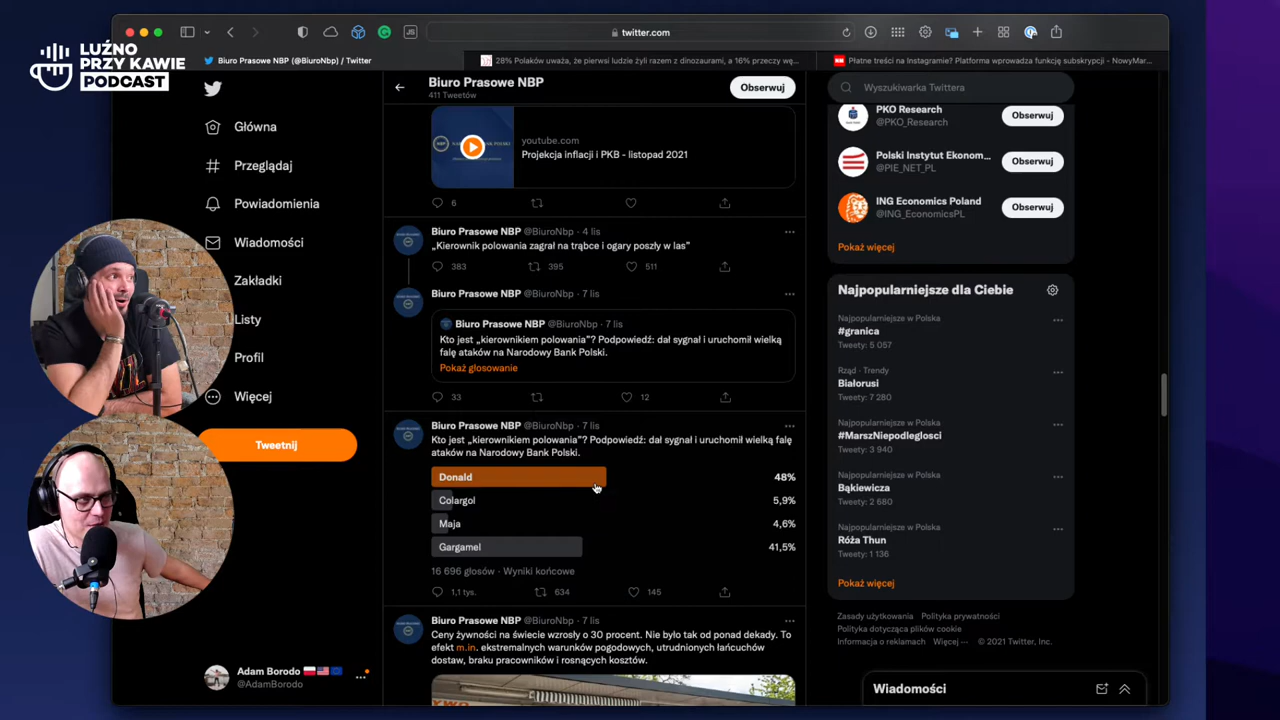 LUŹNO
PRZY KAWIE
PODCAST
twitter.com
Biuro Prasowe NBP (@BiuroNbp) / Twitter
28% Polaków uważa, że pierwsi ludzie żyli razem z dinozaurami, a 16% przeczy wę...
Płatne treści na Instagramie? Platforma wprowadza funkcję subskrypcji - NowyMar...
Główna
Przeglądaj
Powiadomienia
Wiadomości
Zakładki
Listy
Profil
Więcej
Tweetnij
Adam Borodo
@AdamBorodo
Biuro Prasowe NBP
411 Tweetów
Obserwuj
youtube.com
Projekcja inflacji i PKB - listopad 2021
6
Biuro Prasowe NBP @BiuroNbp · 4 lis
„Kierownik polowania zagrał na trąbce i ogary poszły w las”
383 395 511
Biuro Prasowe NBP @BiuroNbp · 7 lis
Biuro Prasowe NBP @BiuroNbp · 7 lis
Kto jest „kierownikiem polowania”? Podpowiedź: dał sygnał i uruchomił wielką
falę ataków na Narodowy Bank Polski.
Pokaż głosowanie
33 12
Biuro Prasowe NBP @BiuroNbp · 7 lis
Kto jest „kierownikiem polowania”? Podpowiedź: dał sygnał i uruchomił wielką falę
ataków na Narodowy Bank Polski.
Donald 48%
Colargol 5,9%
Maja 4,6%
Gargamel 41,5%
16 696 głosów · Wyniki końcowe
1,1 tys. 634 145
Biuro Prasowe NBP @BiuroNbp · 7 lis
Ceny żywności na świecie wzrosły o 30 procent. Nie było tak od ponad dekady. To
efekt m.in. ekstremalnych warunków pogodowych, utrudnionych łańcuchów
dostaw, braku pracowników i rosnących kosztów.
Wyszukiwarka Twittera
PKO Research
@PKO_Research
Obserwuj
Polski Instytut Ekonom...
@PIE_NET_PL
Obserwuj
ING Economics Poland
@ING_EconomicsPL
Obserwuj
Pokaż więcej
Najpopularniejsze dla Ciebie
Najpopularniejsze w Polska
#granica
Tweety: 5 057
Rząd · Trendy
Białorusi
Tweety: 7 280
Najpopularniejsze w Polska
#MarszNiepodleglosci
Tweety: 3 940
Najpopularniejsze w Polska
Bąkiewicza
Tweety: 2 680
Najpopularniejsze w Polska
Róża Thun
Tweety: 1 136
Pokaż więcej
Zasady użytkowania Polityka prywatności
Polityka dotycząca plików cookie
Informacja o reklamach Więcej ··· © 2021 Twitter, Inc.
Wiadomości